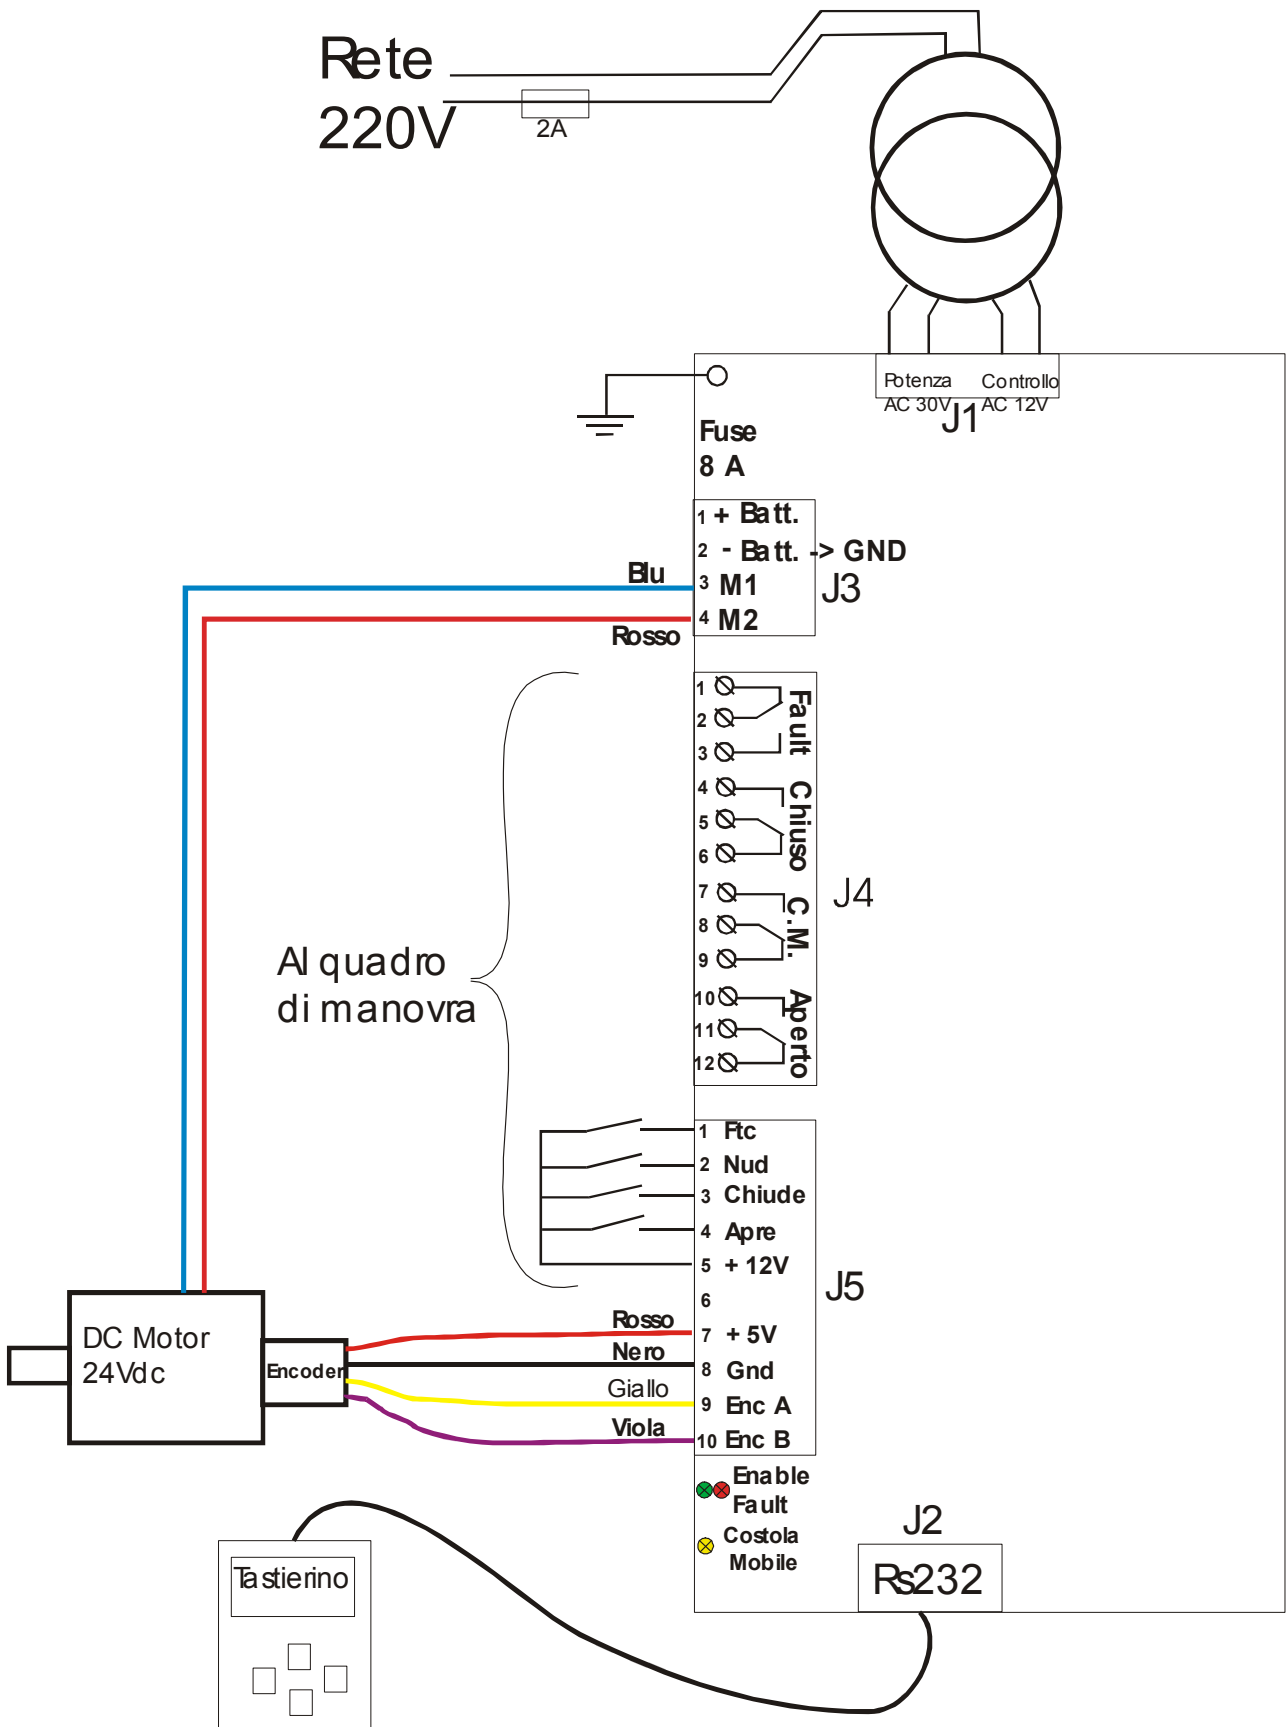 Rete
220V
2A
Potenza
AC 30V
Controllo
AC 12V
J1
Fuse
8 A
1 + Batt.
2 - Batt. -> GND
3 M1
4 M2
J3
Blu
Rosso
1
2
3
Fault
4
5
6
Chiuso
7
8
9
C.M.
10
11
12
Aperto
J4
Al quadro
di manovra
1 Ftc
2 Nud
3 Chiude
4 Apre
5 + 12V
6
7 + 5V
8 Gnd
9 Enc A
10 Enc B
J5
Rosso
Nero
Giallo
Viola
DC Motor
24Vdc
Encoder
Enable
Fault
Costola
Mobile
J2
Rs232
Tastierino